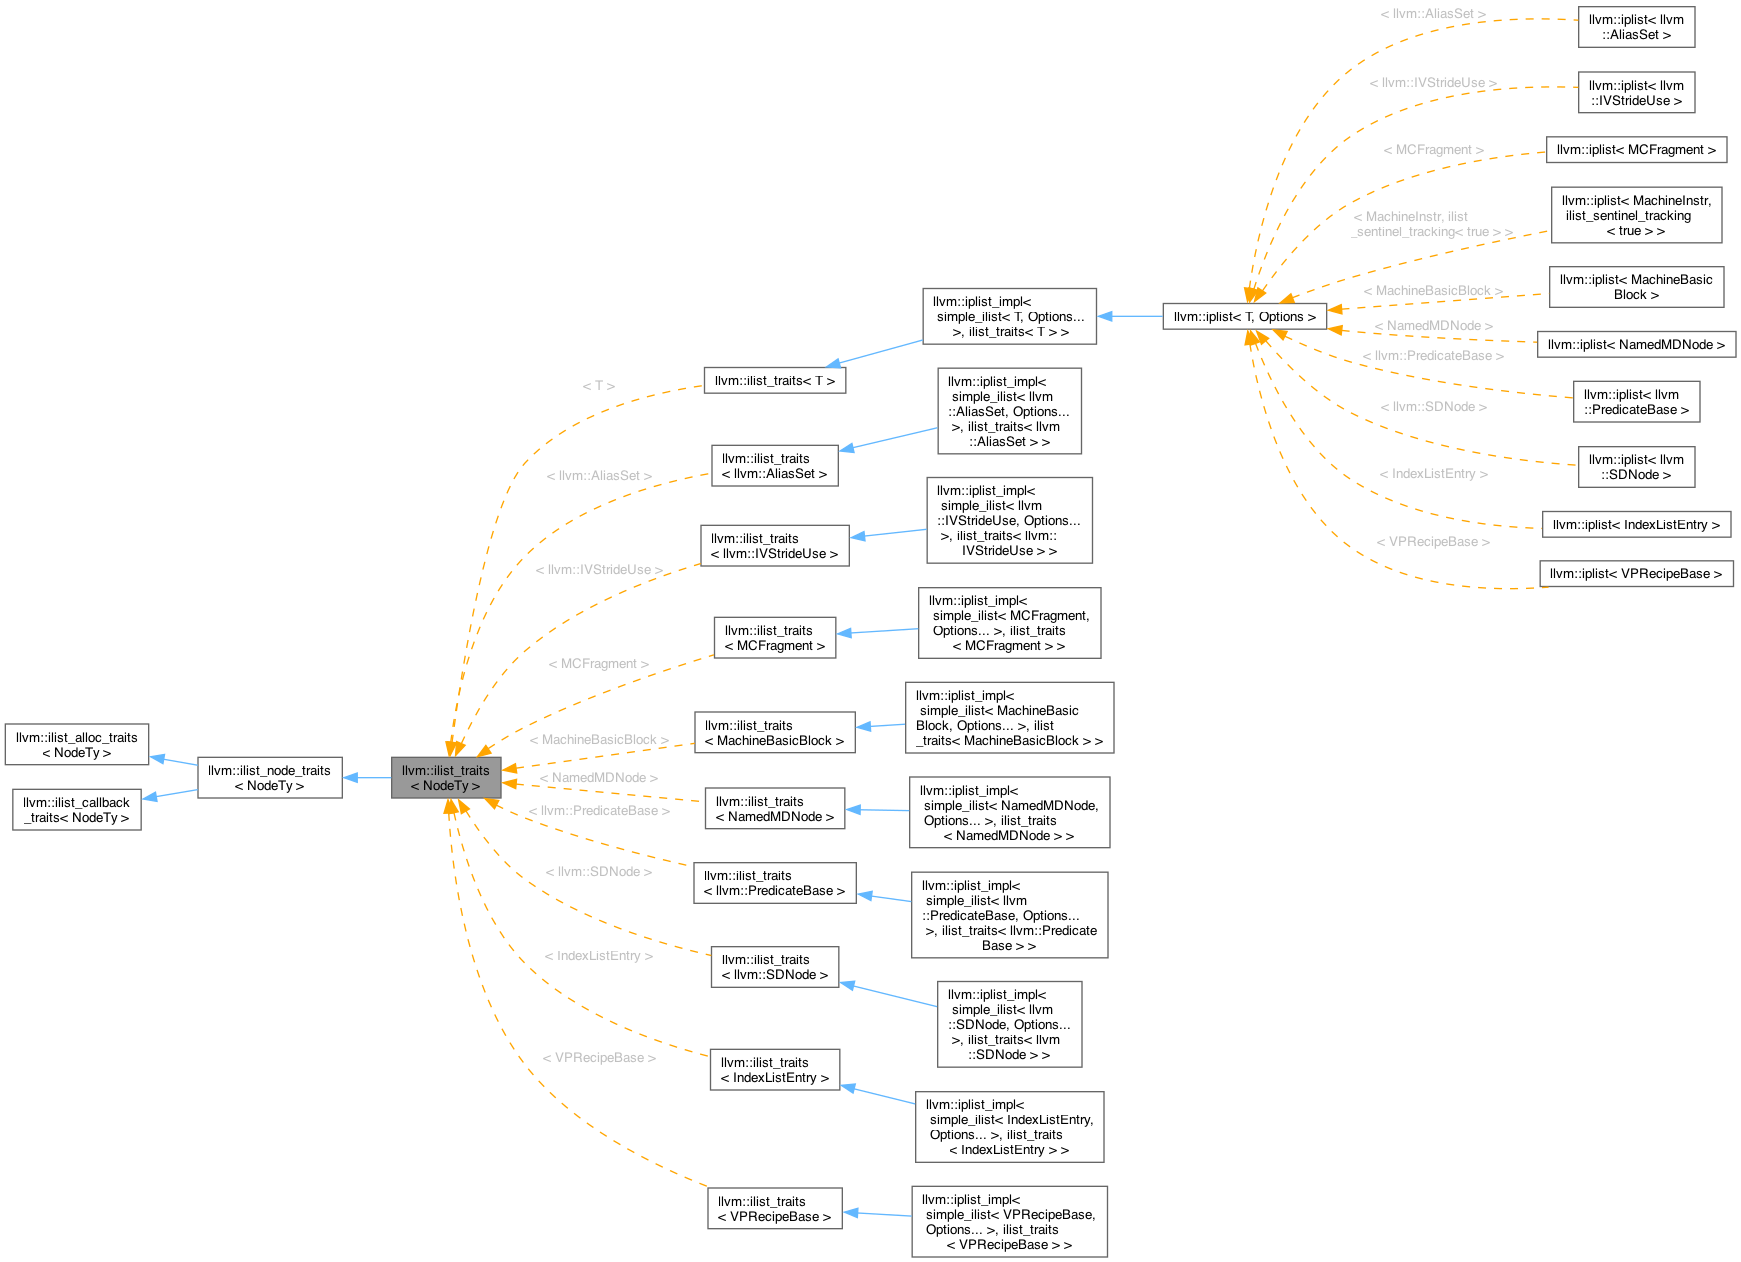 llvm::ilist_alloc_traits
< NodeTy >
llvm::ilist_callback
_traits< NodeTy >
llvm::ilist_node_traits
< NodeTy >
llvm::ilist_traits
< NodeTy >
< T >
< llvm::AliasSet >
< llvm::IVStrideUse >
< MCFragment >
< MachineBasicBlock >
< NamedMDNode >
< llvm::PredicateBase >
< llvm::SDNode >
< IndexListEntry >
< VPRecipeBase >
llvm::ilist_traits< T >
llvm::ilist_traits
< llvm::AliasSet >
llvm::ilist_traits
< llvm::IVStrideUse >
llvm::ilist_traits
< MCFragment >
llvm::ilist_traits
< MachineBasicBlock >
llvm::ilist_traits
< NamedMDNode >
llvm::ilist_traits
< llvm::PredicateBase >
llvm::ilist_traits
< llvm::SDNode >
llvm::ilist_traits
< IndexListEntry >
llvm::ilist_traits
< VPRecipeBase >
llvm::iplist_impl<
simple_ilist< T, Options...
>, ilist_traits< T > >
llvm::iplist_impl<
simple_ilist< llvm
::AliasSet, Options...
>, ilist_traits< llvm
::AliasSet > >
llvm::iplist_impl<
simple_ilist< llvm
::IVStrideUse, Options...
>, ilist_traits< llvm::
IVStrideUse > >
llvm::iplist_impl<
simple_ilist< MCFragment,
Options... >, ilist_traits
< MCFragment > >
llvm::iplist_impl<
simple_ilist< MachineBasic
Block, Options... >, ilist
_traits< MachineBasicBlock > >
llvm::iplist_impl<
simple_ilist< NamedMDNode,
Options... >, ilist_traits
< NamedMDNode > >
llvm::iplist_impl<
simple_ilist< llvm
::PredicateBase, Options...
>, ilist_traits< llvm::Predicate
Base > >
llvm::iplist_impl<
simple_ilist< llvm
::SDNode, Options...
>, ilist_traits< llvm
::SDNode > >
llvm::iplist_impl<
simple_ilist< IndexListEntry,
Options... >, ilist_traits
< IndexListEntry > >
llvm::iplist_impl<
simple_ilist< VPRecipeBase,
Options... >, ilist_traits
< VPRecipeBase > >
llvm::iplist< T, Options >
< llvm::AliasSet >
< llvm::IVStrideUse >
< MCFragment >
< MachineInstr, ilist
_sentinel_tracking< true > >
< MachineBasicBlock >
< NamedMDNode >
< llvm::PredicateBase >
< llvm::SDNode >
< IndexListEntry >
< VPRecipeBase >
llvm::iplist< llvm
::AliasSet >
llvm::iplist< llvm
::IVStrideUse >
llvm::iplist< MCFragment >
llvm::iplist< MachineInstr,
ilist_sentinel_tracking
< true > >
llvm::iplist< MachineBasic
Block >
llvm::iplist< NamedMDNode >
llvm::iplist< llvm
::PredicateBase >
llvm::iplist< llvm
::SDNode >
llvm::iplist< IndexListEntry >
llvm::iplist< VPRecipeBase >